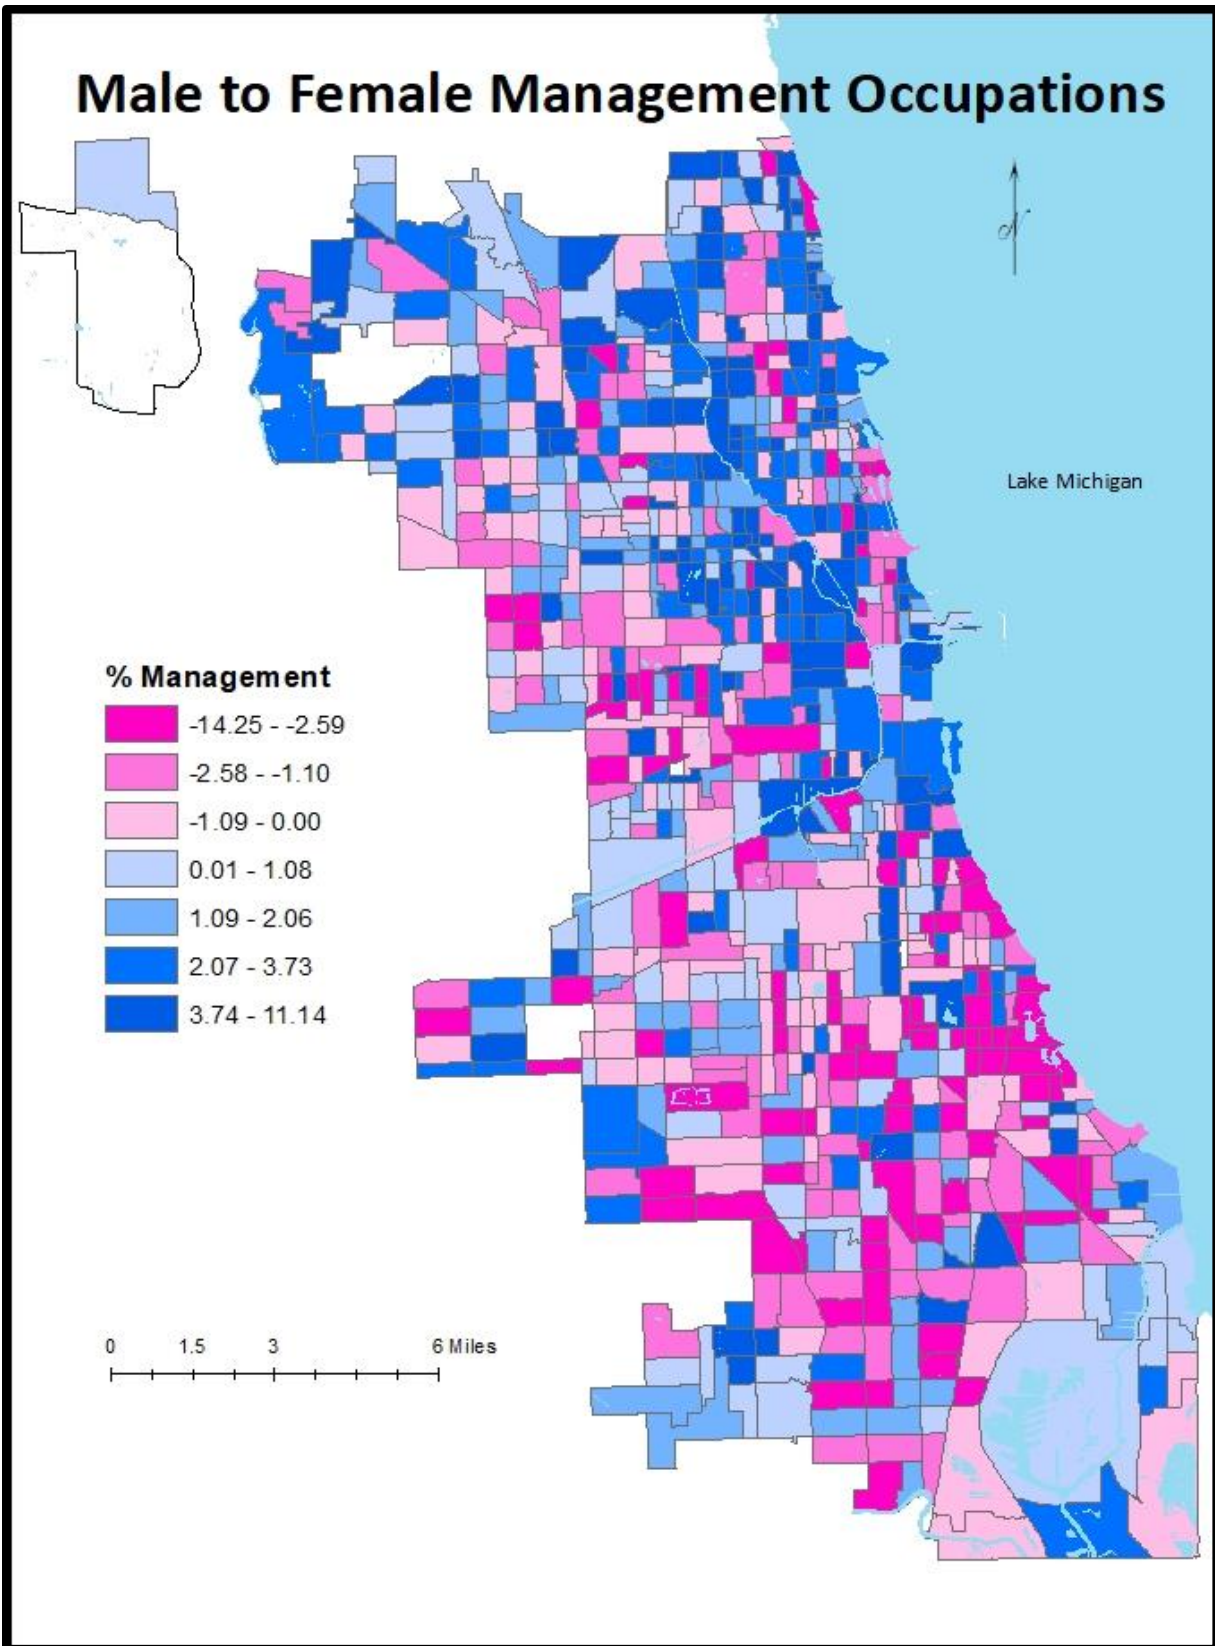 Male to Female Management Occupations
N
Lake Michigan
% Management
-14.25 - -2.59
-2.58 - -1.10
-1.09 - 0.00
0.01 - 1.08
1.09 - 2.06
2.07 - 3.73
3.74 - 11.14
0 1.5 3 6 Miles